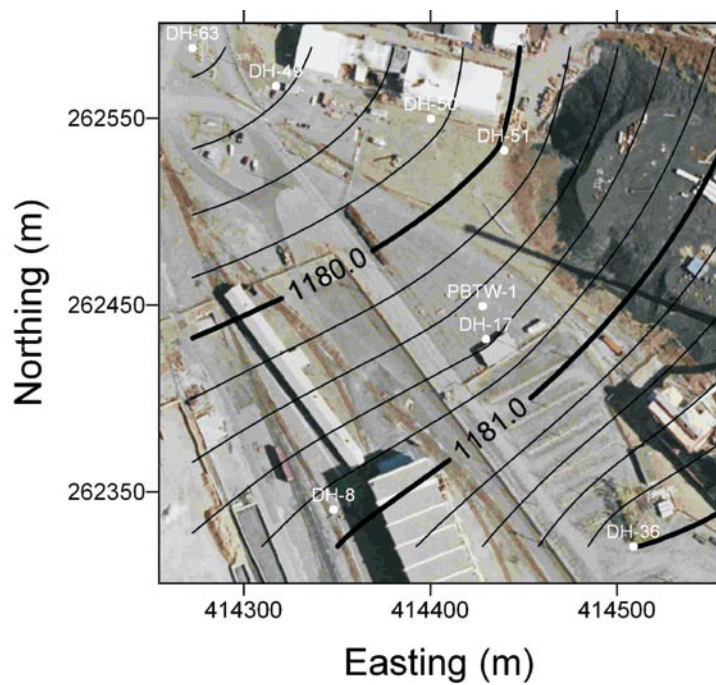 DH-63
DH-49
262550
DH-50
DH-51
1180.0
262450
PBTW-1
DH-17
1181.0
262350
DH-8
DH-36
414300 414400 414500
Northing (m)
Easting (m)